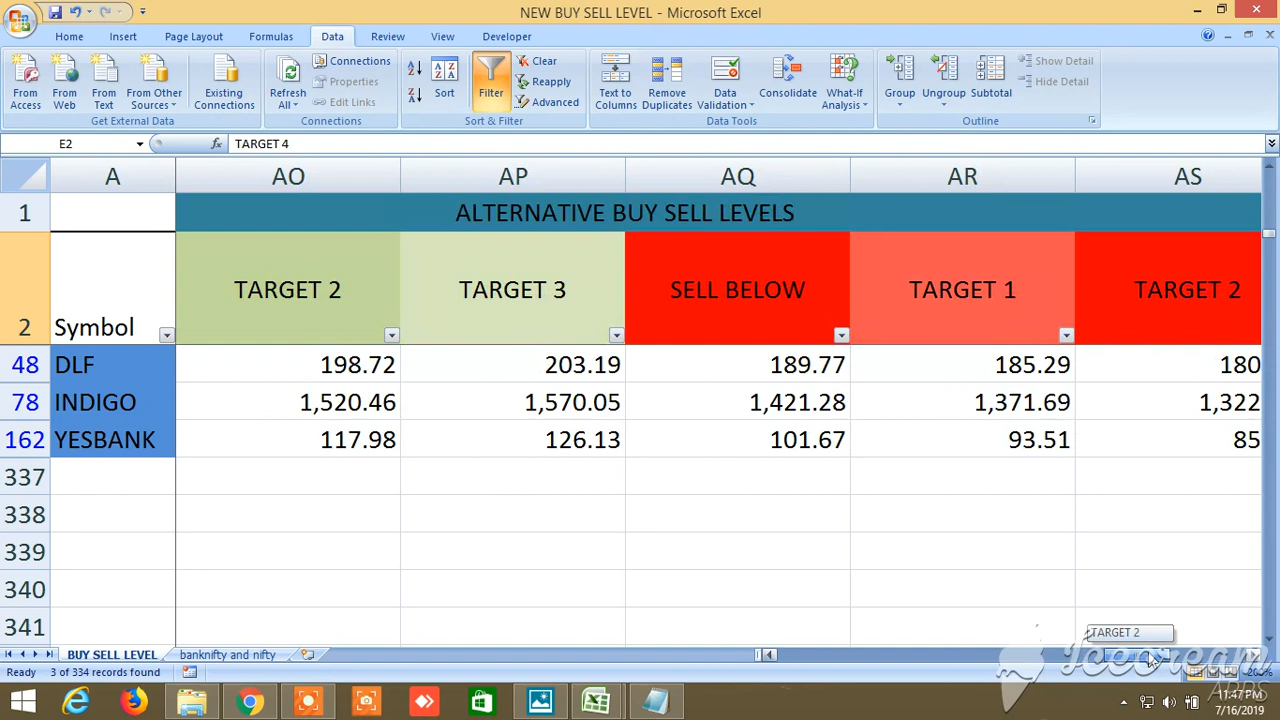 NEW BUY SELL LEVEL - Microsoft Excel
Home Insert Page Layout Formulas Data Review View Developer
From Access
From Web
From Text
From Other Sources
Existing Connections
Get External Data
Refresh All
Connections
Properties
Edit Links
Connections
Sort
Filter
Clear
Reapply
Advanced
Sort & Filter
Text to Columns
Remove Duplicates
Data Validation
Consolidate
What-If Analysis
Data Tools
Group
Ungroup
Subtotal
Show Detail
Hide Detail
Outline
E2 fx TARGET 4
A AO AP AQ AR AS
1 ALTERNATIVE BUY SELL LEVELS
2 Symbol TARGET 2 TARGET 3 SELL BELOW TARGET 1 TARGET 2
48 DLF 198.72 203.19 189.77 185.29 180
78 INDIGO 1,520.46 1,570.05 1,421.28 1,371.69 1,322
162 YESBANK 117.98 126.13 101.67 93.51 85
337
338
339
340
341
TARGET 2
BUY SELL LEVEL banknifty and nifty
Icecream
APPS
Ready 3 of 334 records found 200%
11:47 PM
7/16/2019